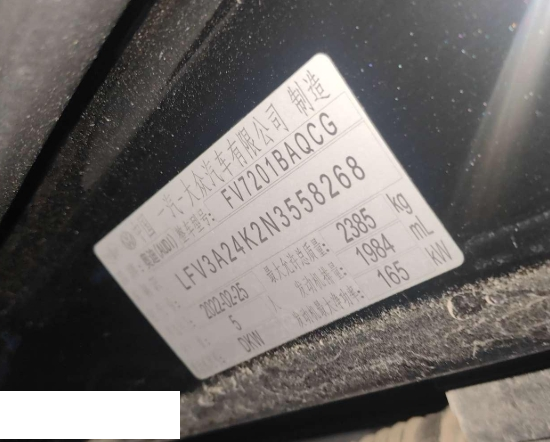 中国 一汽-大众汽车有限公司 制造
奥迪(AUDI) 整车型号: FV7201BAQCG
LFV3A24K2N3558268
2022-02-25 最大允许总质量: 2385 kg
5 发动机排量: 1984 mL
DKW 发动机最大净功率: 165 kW